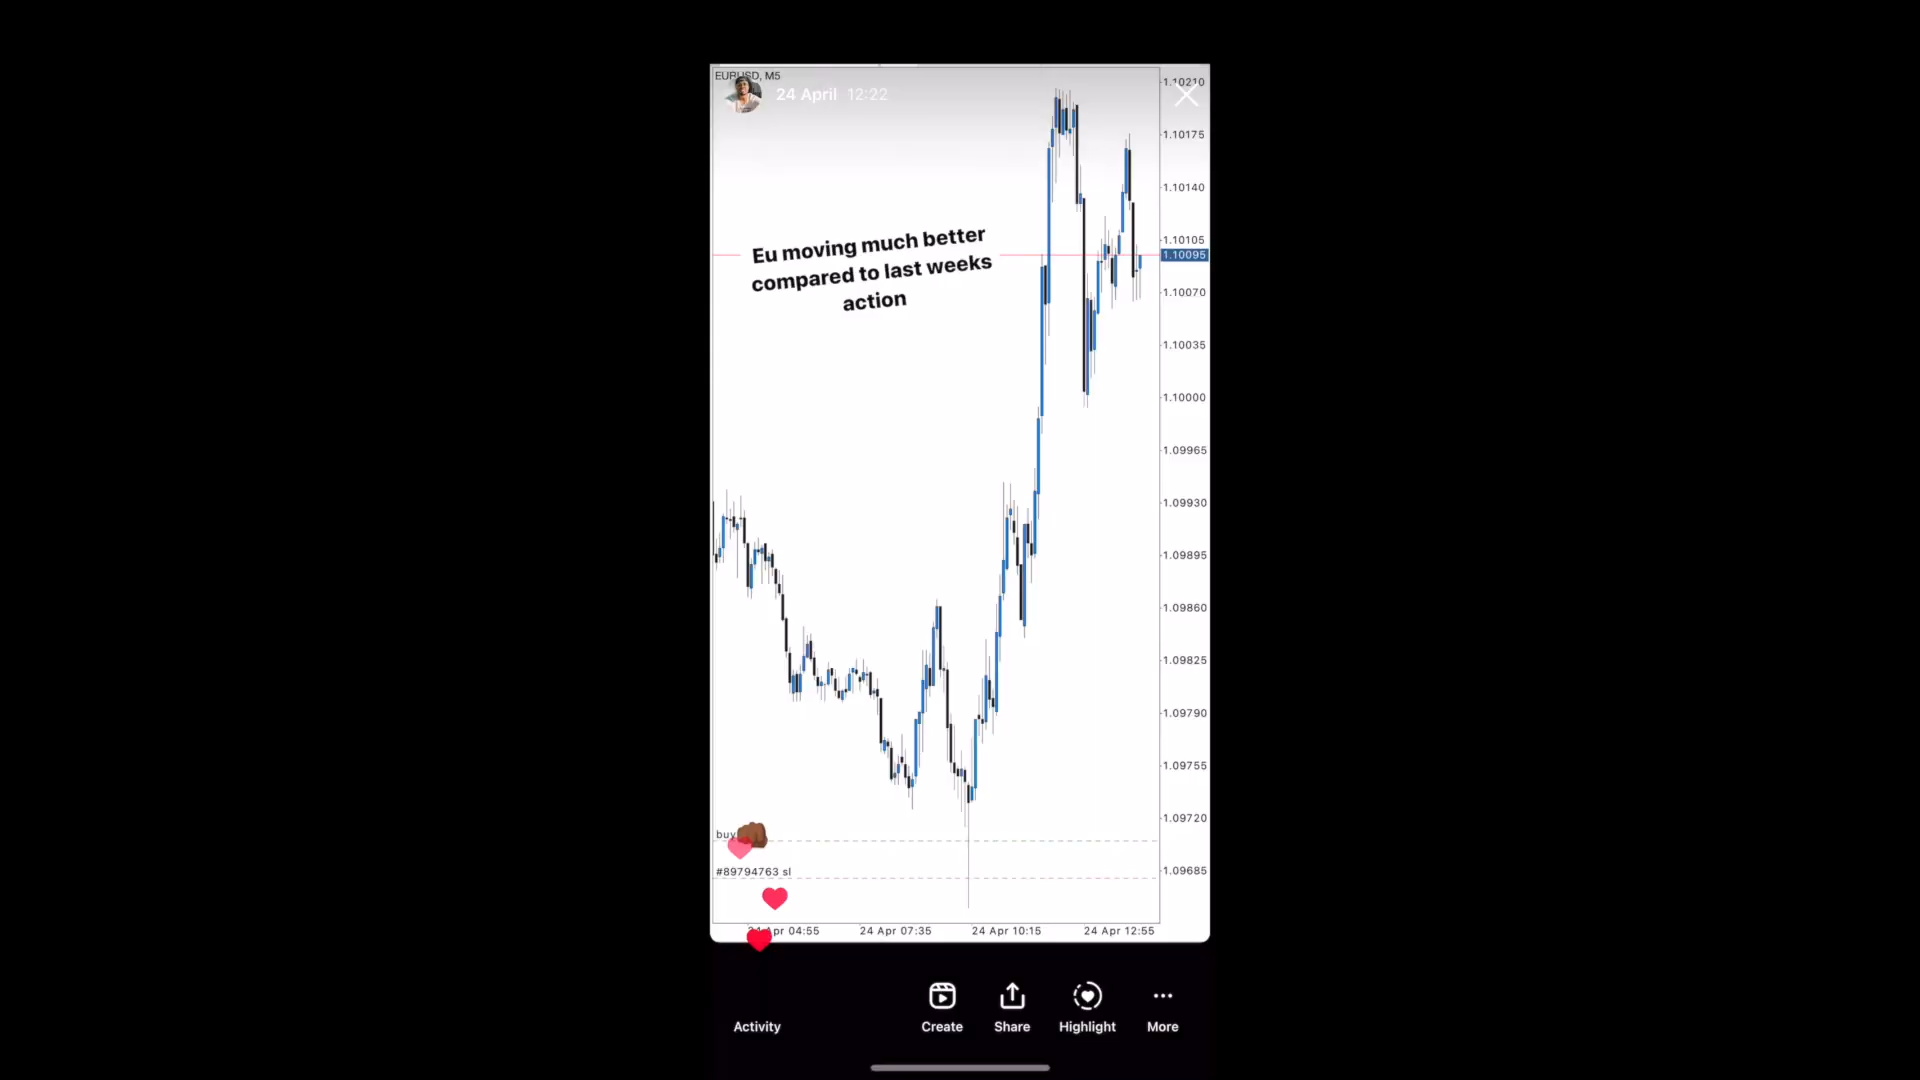 EURUSD, M5
24 April 12:22
Eu moving much better
compared to last weeks
action
1.10210
1.10175
1.10140
1.10105
1.10095
1.10070
1.10035
1.10000
1.09965
1.09930
1.09895
1.09860
1.09825
1.09790
1.09755
1.09720
1.09685
buy
#89794763 sl
24 Apr 04:55
24 Apr 07:35
24 Apr 10:15
24 Apr 12:55
Activity
Create
Share
Highlight
More